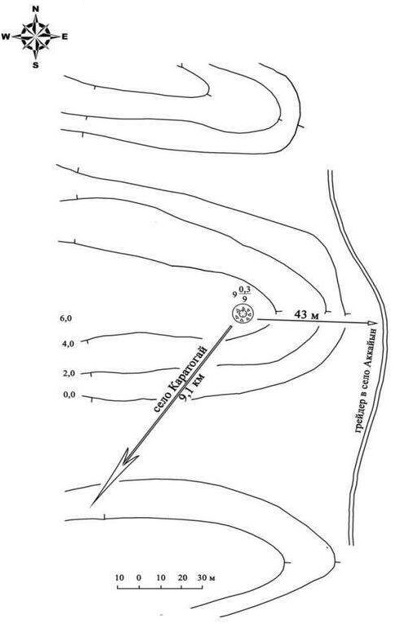 N
W E
S
0,3
9
9
43 м
6,0
4,0
2,0
0,0
село Каратогай
9,1 км
грейдер в село Аккайын
10 0 10 20 30 м